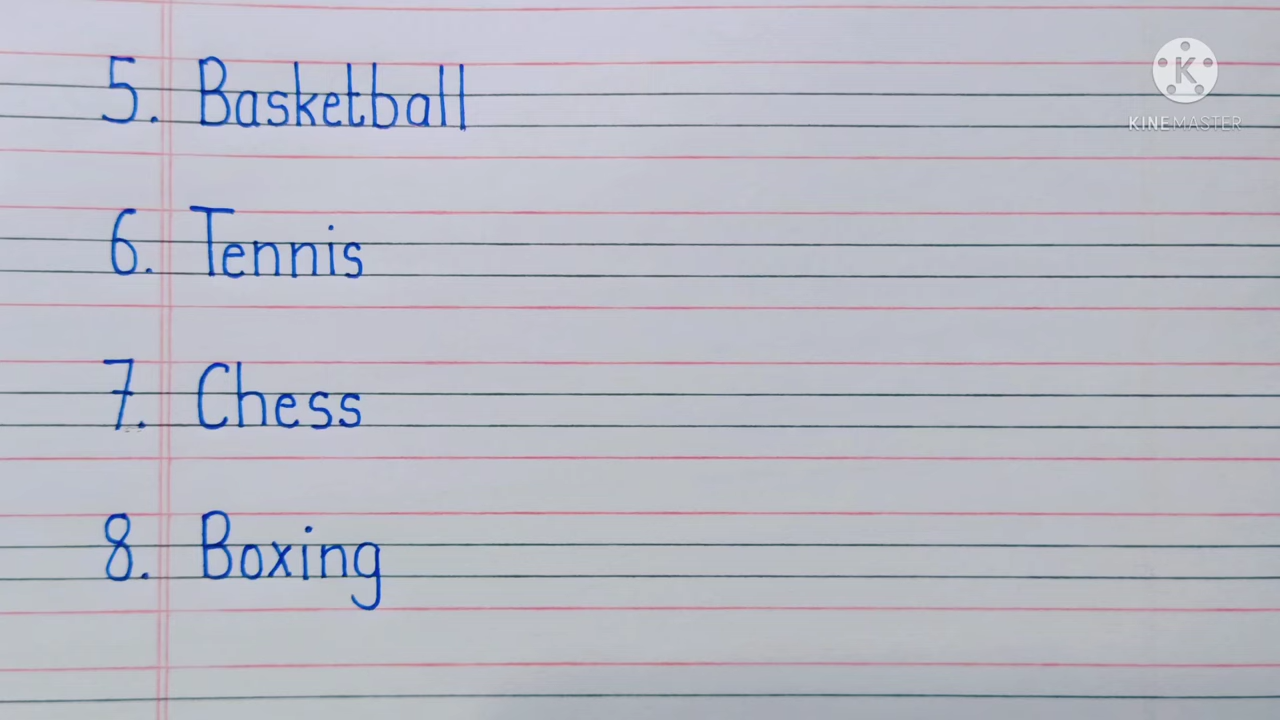 5. Basketball
K
KINEMASTER
6. Tennis
7. Chess
8. Boxing